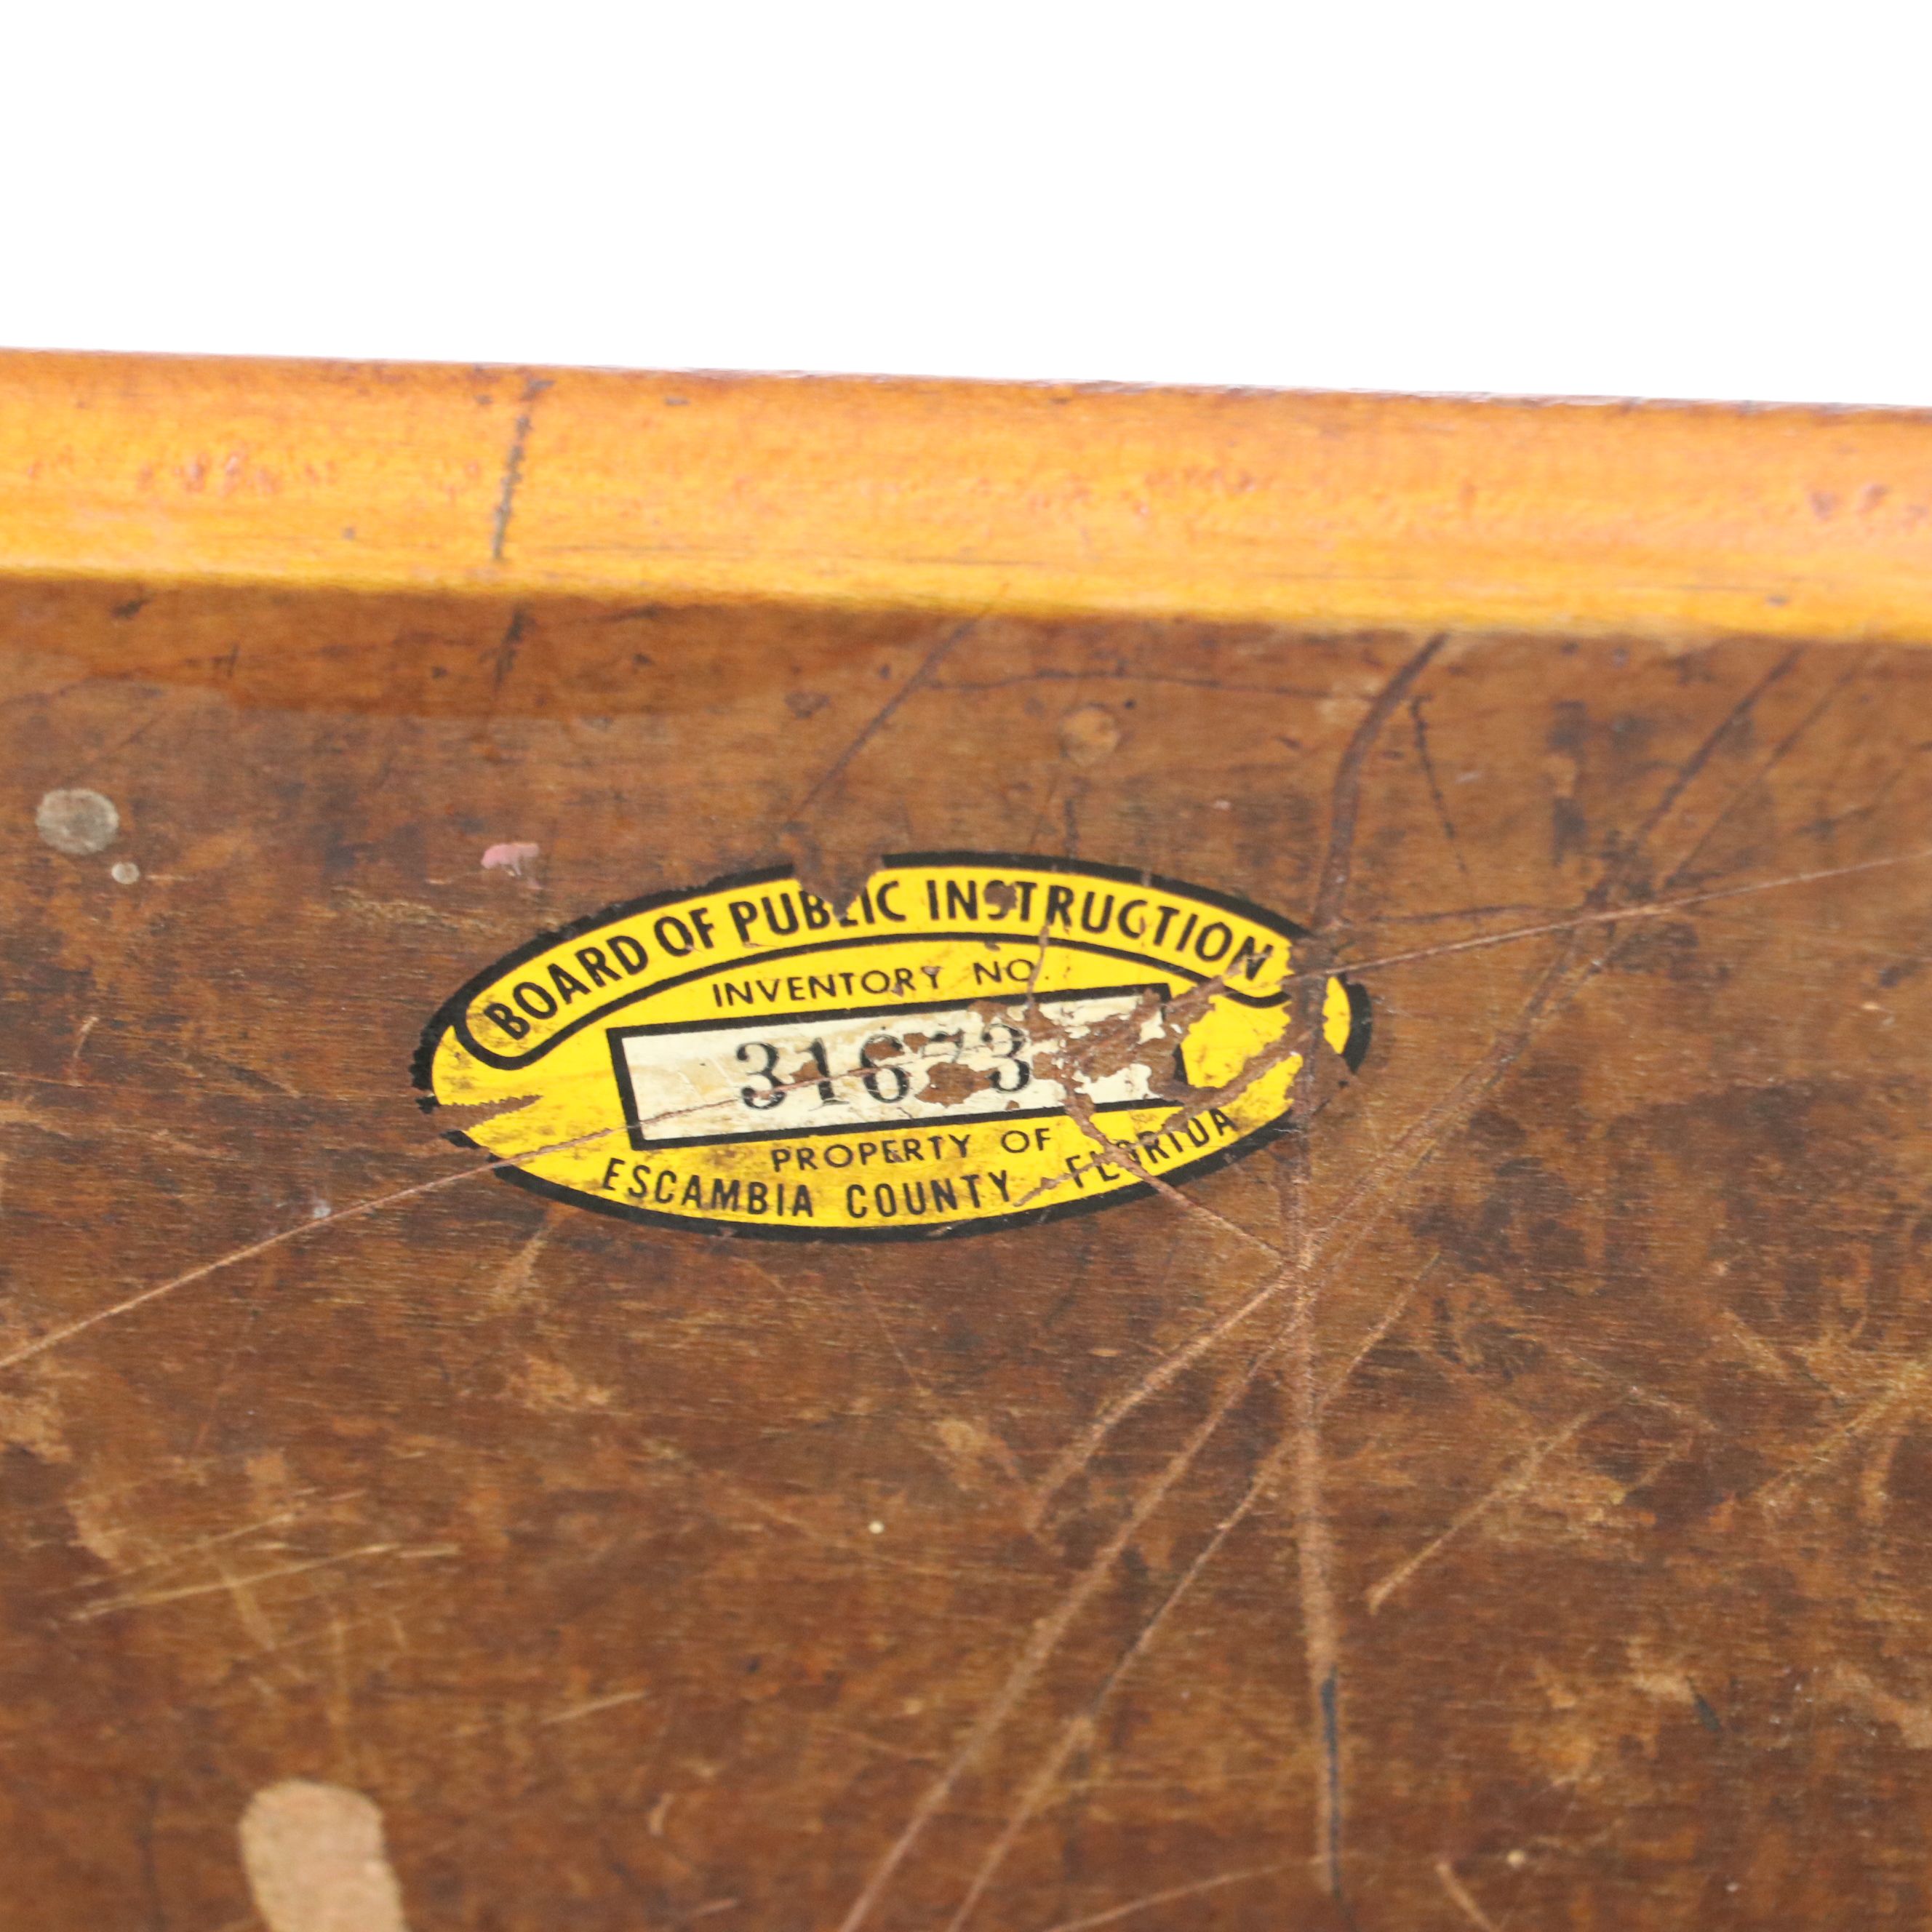 BOARD OF PUBLIC INSTRUCTION
INVENTORY NO.
31673
PROPERTY OF
ESCAMBIA COUNTY • FLORIDA